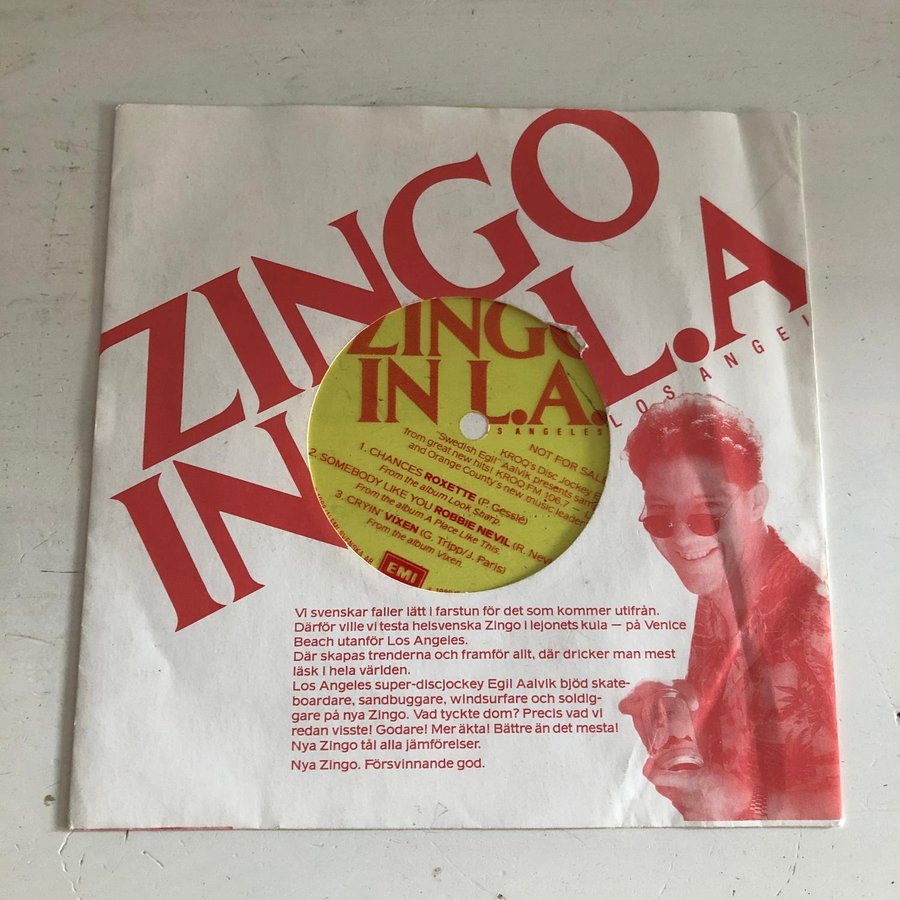 ZINGO
IN L.A
LOS ANGEL
ZINGO
IN L.A.
S ANGELES
NOT FOR SAL
KROQ's Disc Jockey E
"Swedish Egil" Aalvik presents sam
from great new hits! KROQ FM 106.7 –
and Orange County's new music leader
1. CHANCES ROXETTE (P. Gessle)
From the album Look Sharp.
2. SOMEBODY LIKE YOU ROBBIE NEVIL (R. Nev
From the album A Place Like This.
3. CRYIN' VIXEN (G. Tripp/J. Paris)
From the album Vixen.
EMI
Vi svenskar faller lätt i farstun för det som kommer utifrån.
Därför ville vi testa helsvenska Zingo i lejonets kula — på Venice
Beach utanför Los Angeles.
Där skapas trenderna och framför allt, där dricker man mest
läsk i hela världen.
Los Angeles super-discjockey Egil Aalvik bjöd skate-
boardare, sandbuggare, windsurfare och soldig-
gare på nya Zingo. Vad tyckte dom? Precis vad vi
redan visste! Godare! Mer äkta! Bättre än det mesta!
Nya Zingo tål alla jämförelser.
Nya Zingo. Försvinnande god.